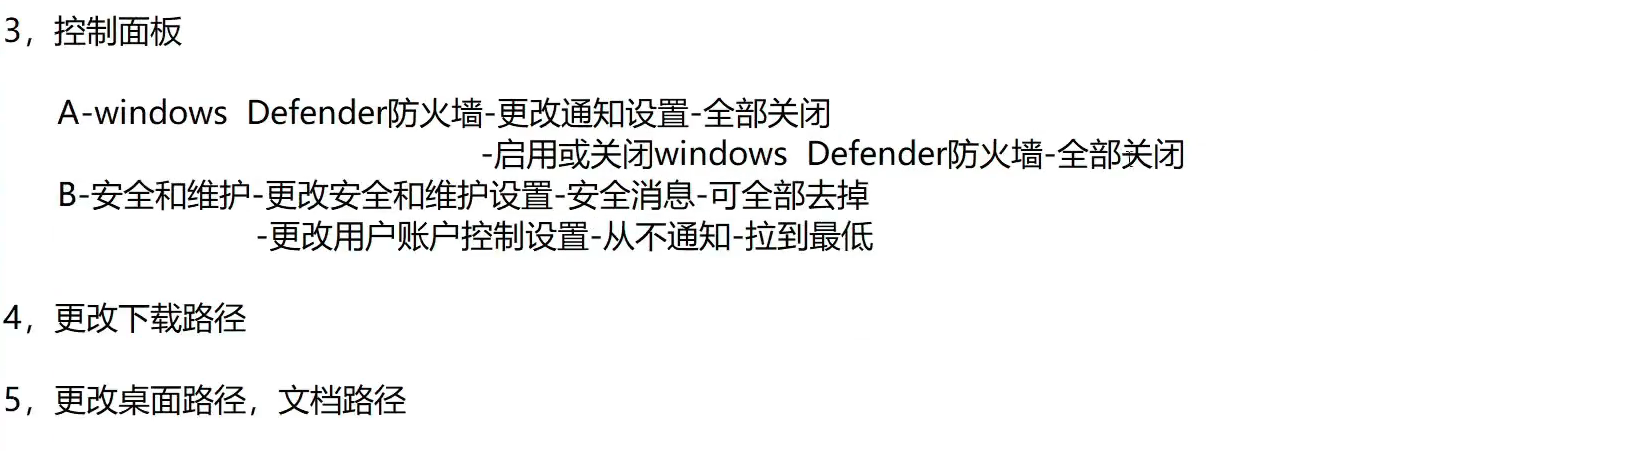 3，控制面板
A-windows  Defender防火墙-更改通知设置-全部关闭
-启用或关闭windows  Defender防火墙-全部关闭
B-安全和维护-更改安全和维护设置-安全消息-可全部去掉
-更改用户账户控制设置-从不通知-拉到最低
4，更改下载路径
5，更改桌面路径，文档路径